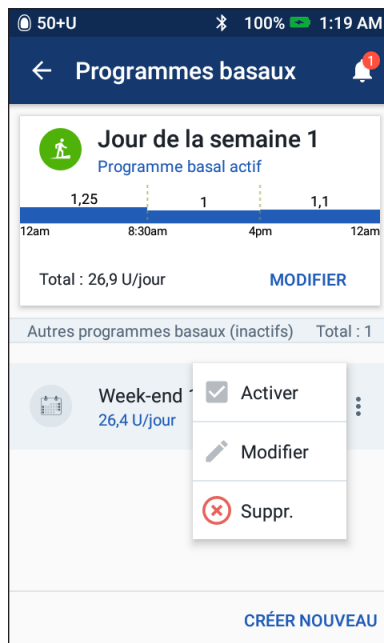 50+U 100% 1:19 AM
Programmes basaux 1
Jour de la semaine 1
Programme basal actif
1,25 1 1,1
12am 8:30am 4pm 12am
Total : 26,9 U/jour MODIFIER
Autres programmes basaux (inactifs) Total : 1
Week-end
26,4 U/jour
Activer
Modifier
Suppr.
CRÉER NOUVEAU